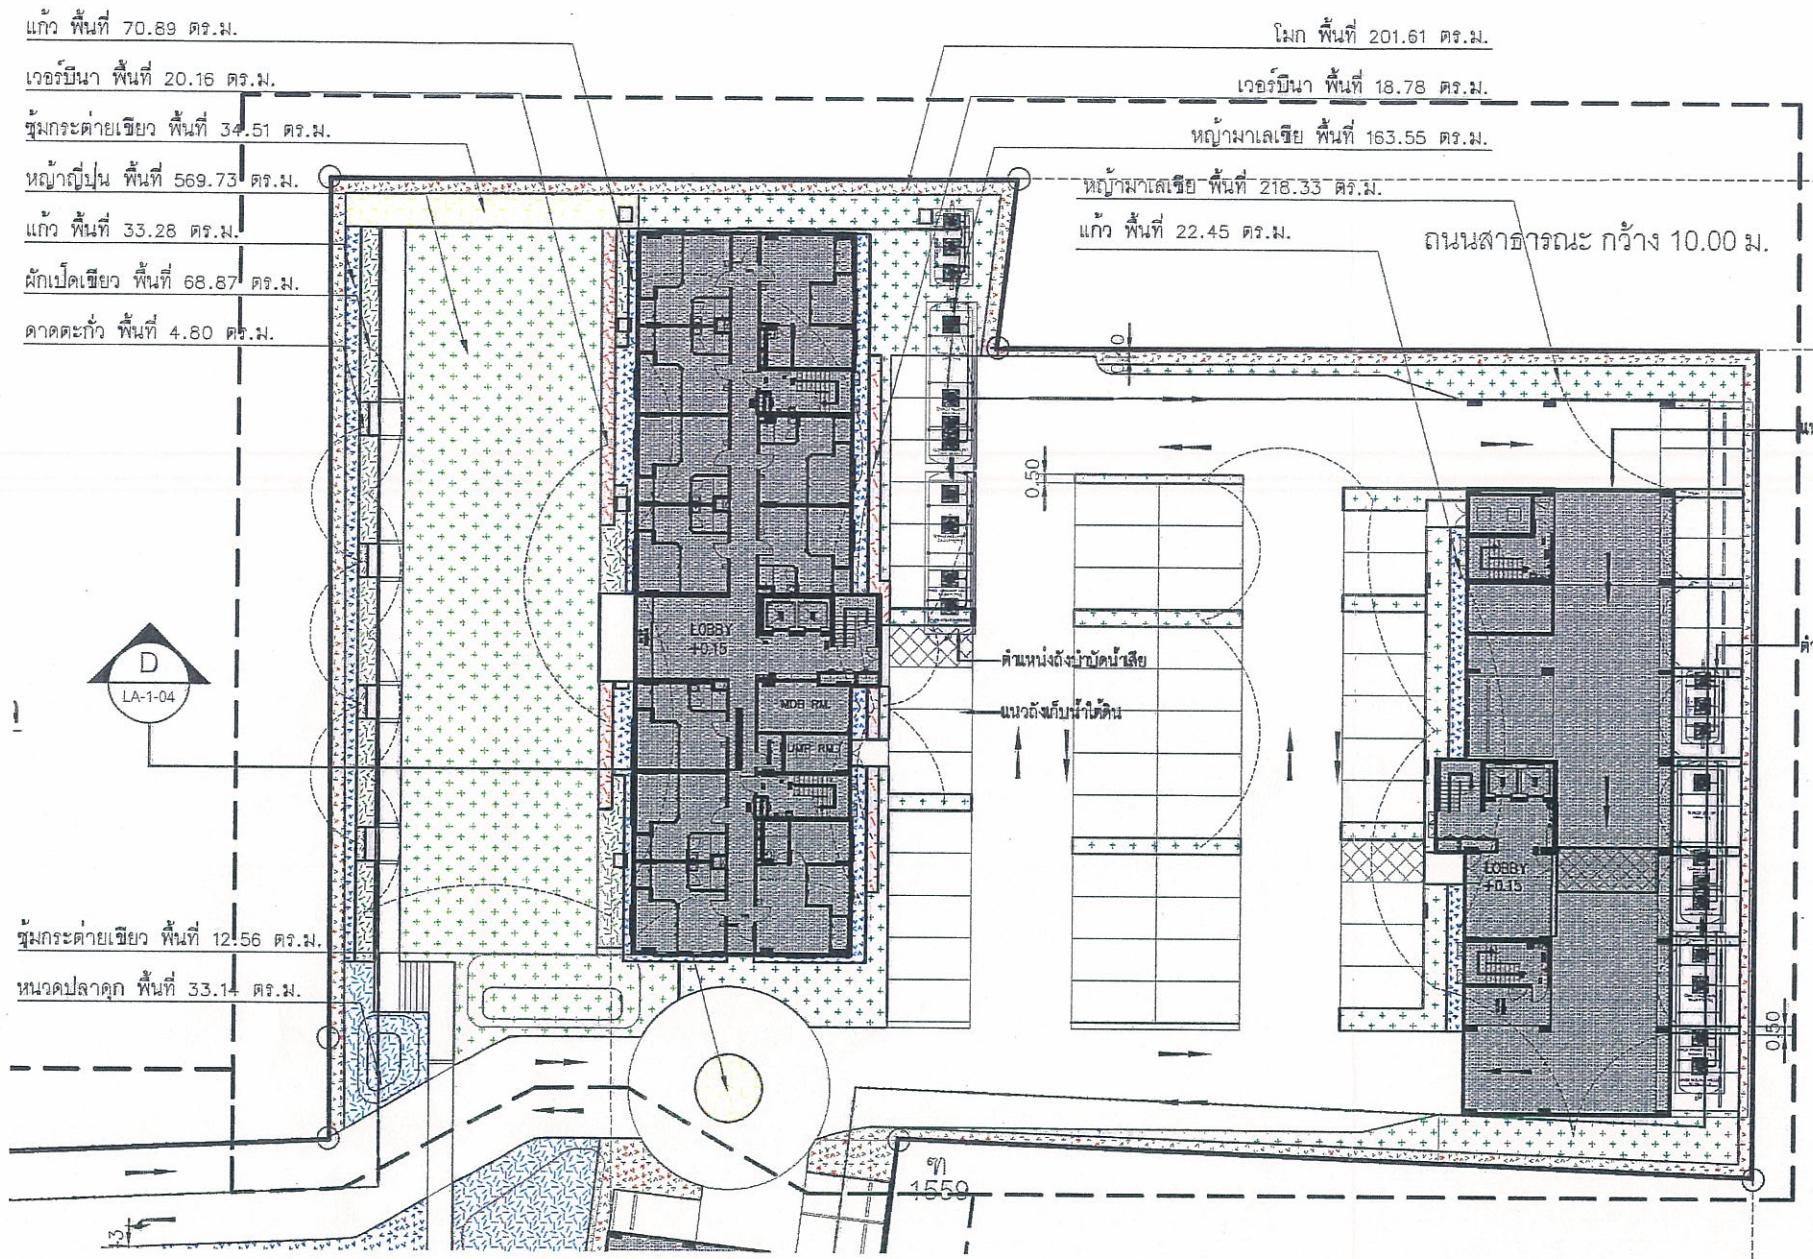 แก้ว พื้นที่ 70.89 ตร.ม.
เวอร์บีนา พื้นที่ 20.16 ตร.ม.
ซุ้มกระต่ายเขียว พื้นที่ 34.51 ตร.ม.
หญ้าญี่ปุ่น พื้นที่ 569.73 ตร.ม.
แก้ว พื้นที่ 33.28 ตร.ม.
ผักเป็ดเขียว พื้นที่ 68.87 ตร.ม.
ดาดตะกั่ว พื้นที่ 4.80 ตร.ม.
โมก พื้นที่ 201.61 ตร.ม.
เวอร์บีนา พื้นที่ 18.78 ตร.ม.
หญ้ามาเลเซีย พื้นที่ 163.55 ตร.ม.
หญ้ามาเลเซีย พื้นที่ 218.33 ตร.ม.
แก้ว พื้นที่ 22.45 ตร.ม.
ถนนสาธารณะ กว้าง 10.00 ม.
0.50
LOBBY
+0.15
D
LA-1-04
ตำแหน่งถังบำบัดน้ำเสีย
แนวถังเก็บน้ำใต้ดิน
MDB RM.
LOBBY
+0.15
ซุ้มกระต่ายเขียว พื้นที่ 12.56 ตร.ม.
หนวดปลาดุก พื้นที่ 33.14 ตร.ม.
0.50
1559